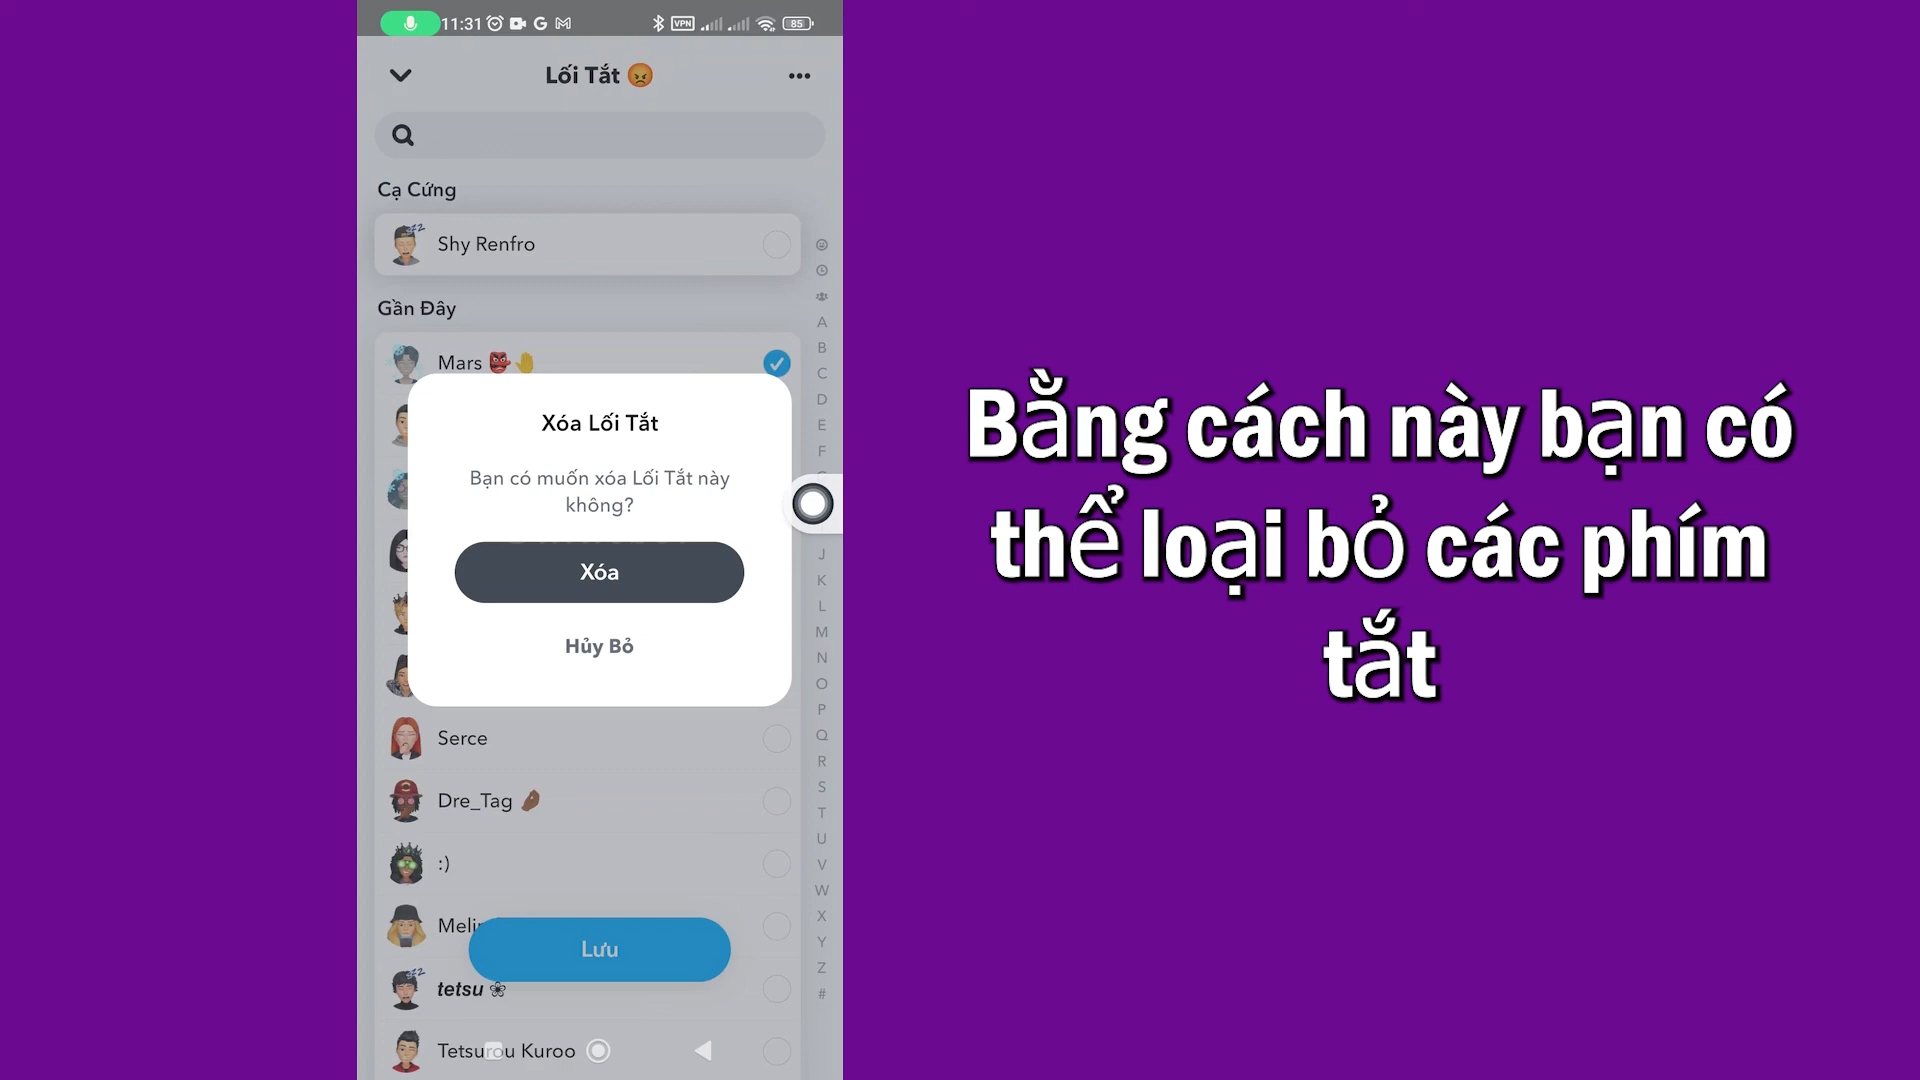 11:31
VPN
85
Lối Tắt 😡
Cạ Cứng
Shy Renfro
Gần Đây
Mars 👺🤚
Xóa Lối Tắt
Bạn có muốn xóa Lối Tắt này
không?
Xóa
Hủy Bỏ
Serce
Dre_Tag 🤌🏾
:)
Lưu
tetsu ❀
Tetsurou Kuroo
A
B
C
D
E
F
J
K
L
M
N
O
P
Q
R
S
T
U
V
W
X
Y
Z
#
Bằng cách này bạn có
thể loại bỏ các phím
tắt